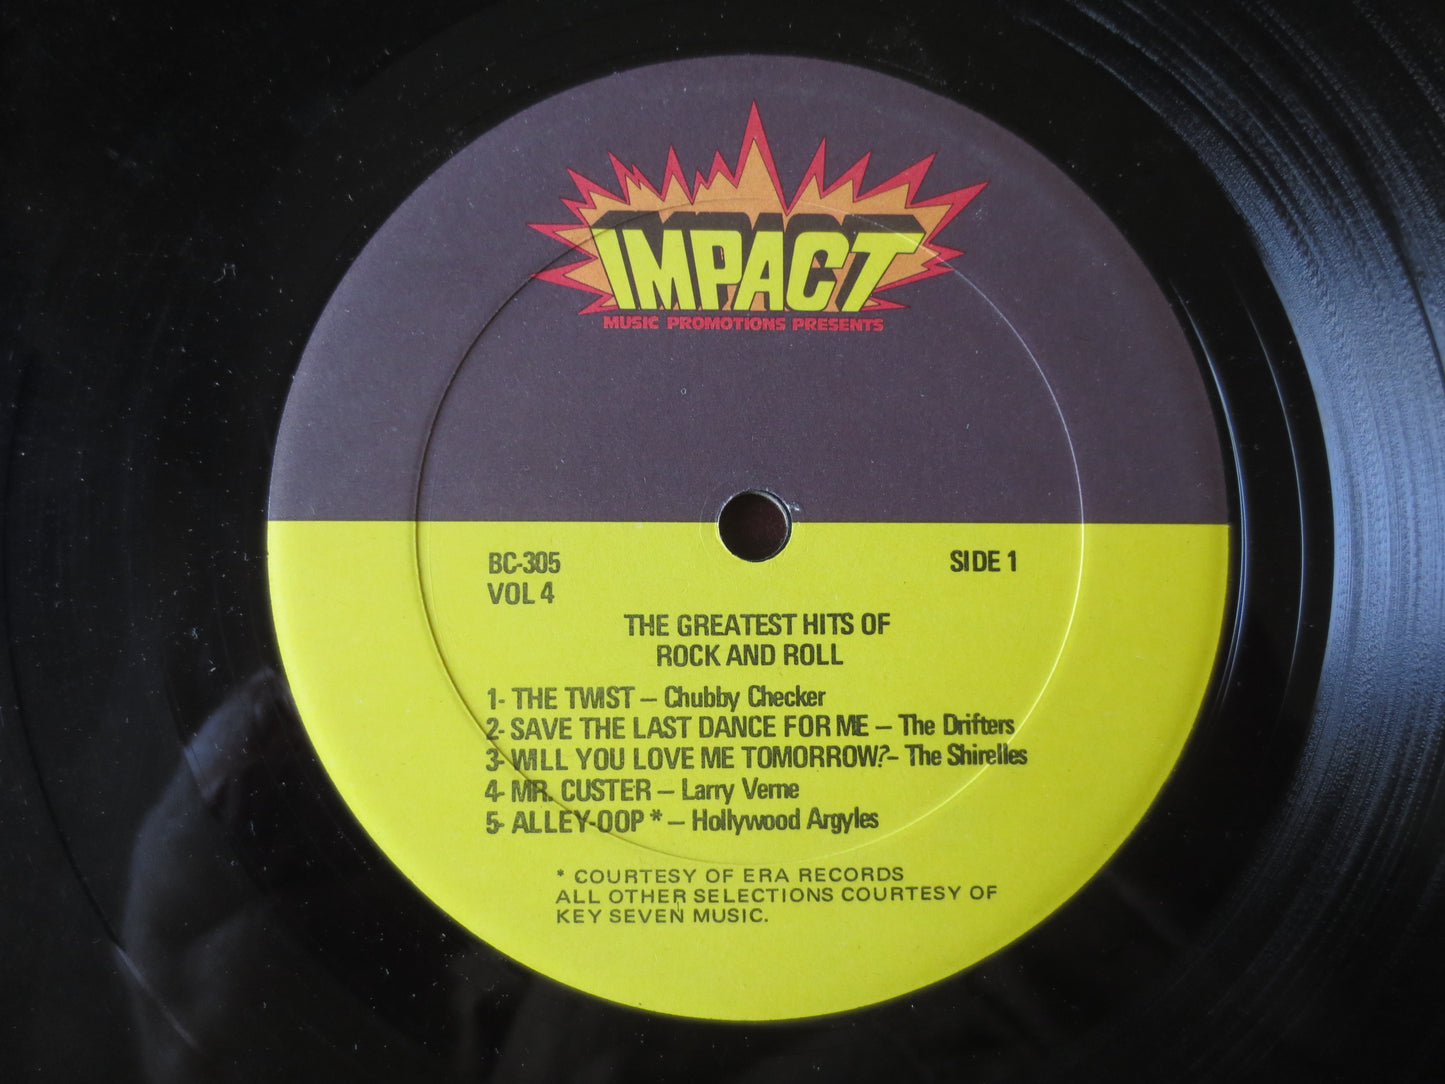 IMPACT
MUSIC PROMOTIONS PRESENTS
BC-305
SIDE 1
VOL 4
THE GREATEST HITS OF
ROCK AND ROLL
1- THE TWIST – Chubby Checker
2- SAVE THE LAST DANCE FOR ME – The Drifters
3- WILL YOU LOVE ME TOMORROW?– The Shirelles
4- MR. CUSTER – Larry Verne
5- ALLEY-OOP * – Hollywood Argyles
* COURTESY OF ERA RECORDS
ALL OTHER SELECTIONS COURTESY OF
KEY SEVEN MUSIC.